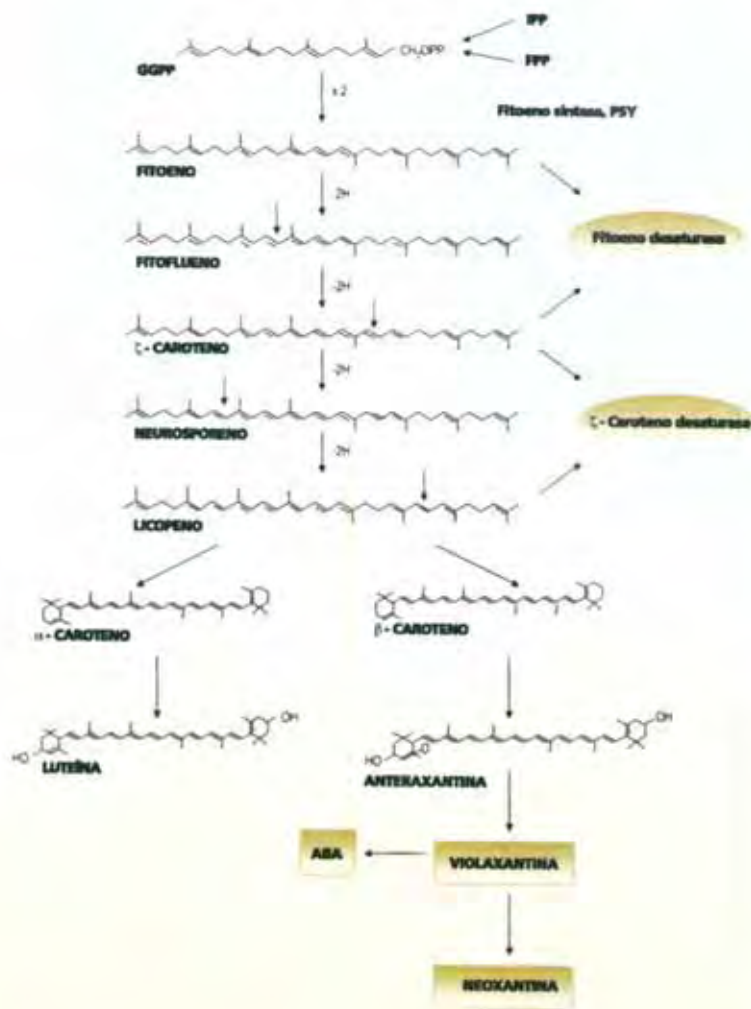 IPP
CH₂OPP
GGPP
FPP
x 2
Fitoeno sintasa, PSY
FITOENO
-2H
Fitoeno desaturasa
FITOFLUENO
-2H
ζ - CAROTENO
-2H
ζ - Caroteno desaturasa
NEUROSPORENO
-2H
LICOPENO
α - CAROTENO
β - CAROTENO
OH
HO
LUTEÍNA
OH
O
HO
ANTERAXANTINA
ABA
VIOLAXANTINA
NEOXANTINA